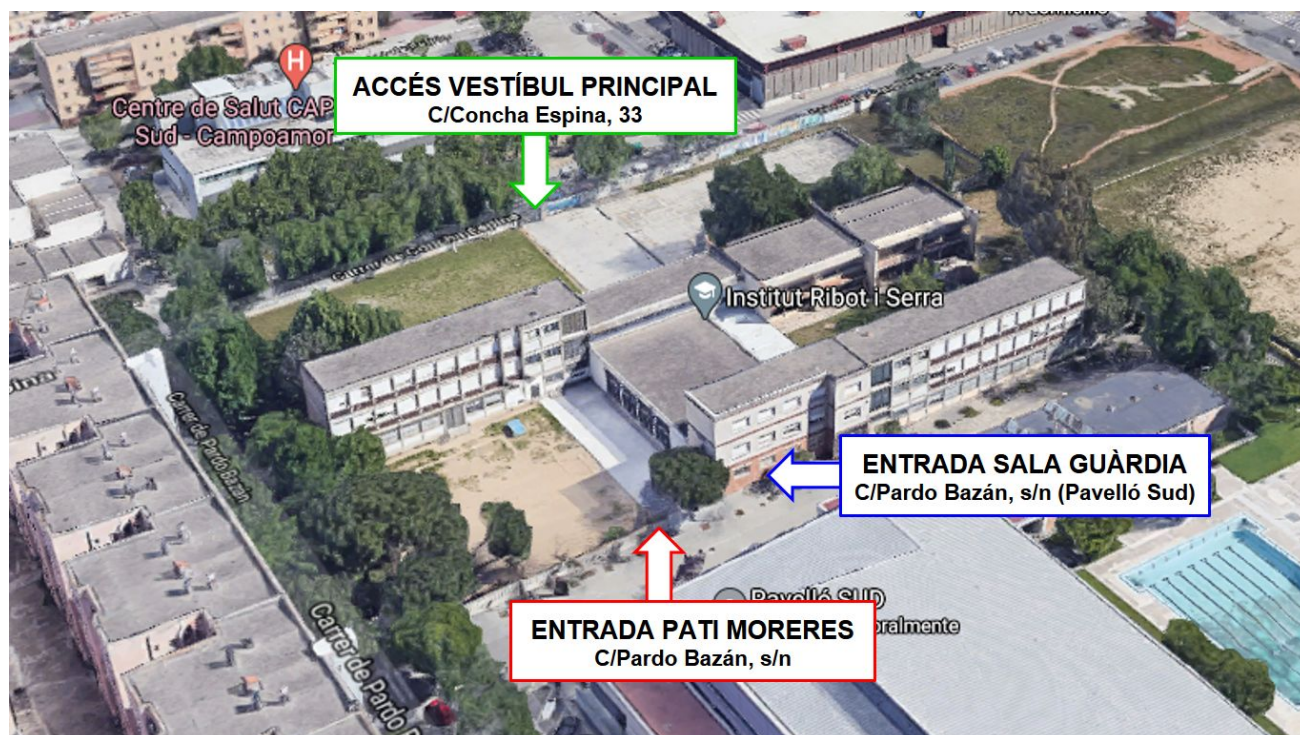 H
Centre de Salut CAP
Sud - Campoamor
ACCÉS VESTÍBUL PRINCIPAL
C/Concha Espina, 33
Institut Ribot i Serra
Carrer de Pardo Bazán
ENTRADA SALA GUÀRDIA
C/Pardo Bazán, s/n (Pavelló Sud)
Pavelló SUD
ENTRADA PATI MORERES
C/Pardo Bazán, s/n
Carrer de Pardo